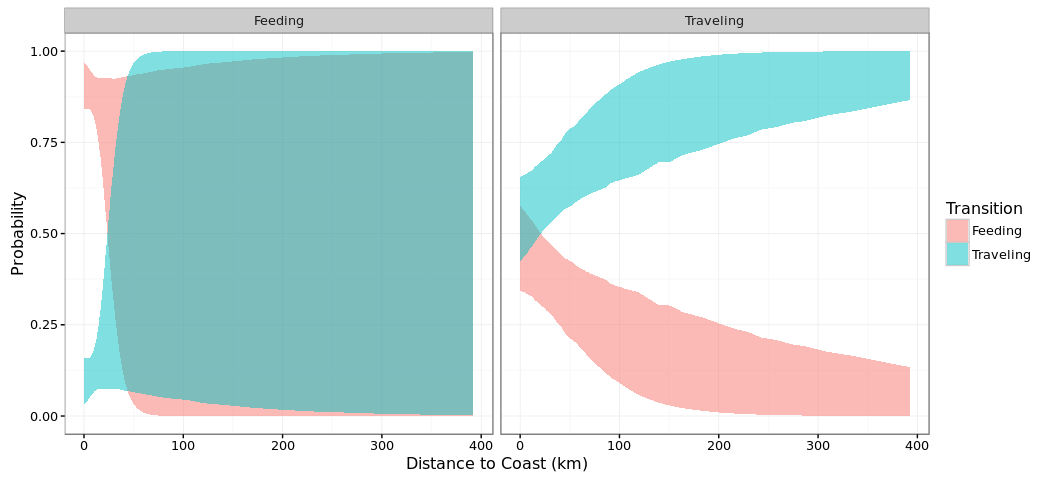 Feeding
Traveling
1.00
0.75
0.50
0.25
0.00
Probability
0 100 200 300 400
0 100 200 300 400
Distance to Coast (km)
Transition
Feeding
Traveling